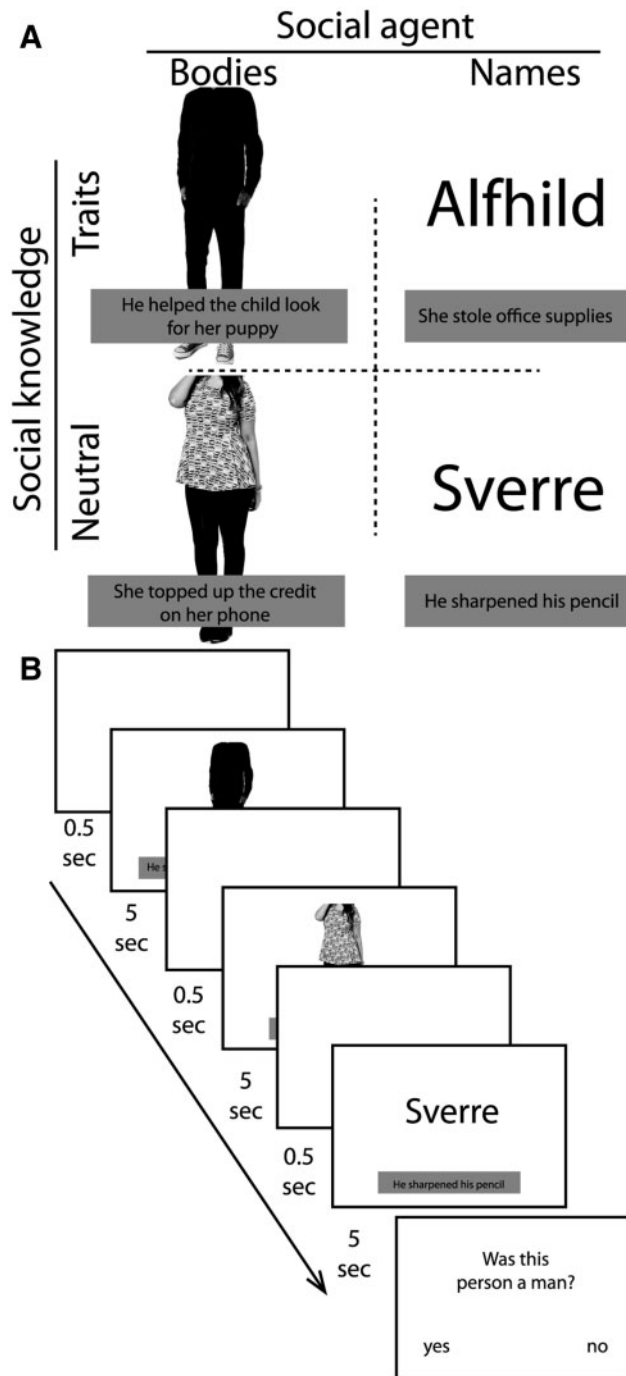 A
Social agent
Bodies
Names
Social knowledge
Traits
Alfhild
He helped the child look
for her puppy
She stole office supplies
Neutral
Sverre
She topped up the credit
on her phone
He sharpened his pencil
B
0.5
sec
He s
5
sec
0.5
sec
5
sec
0.5
sec
Sverre
He sharpened his pencil
5
sec
Was this
person a man?
yes
no